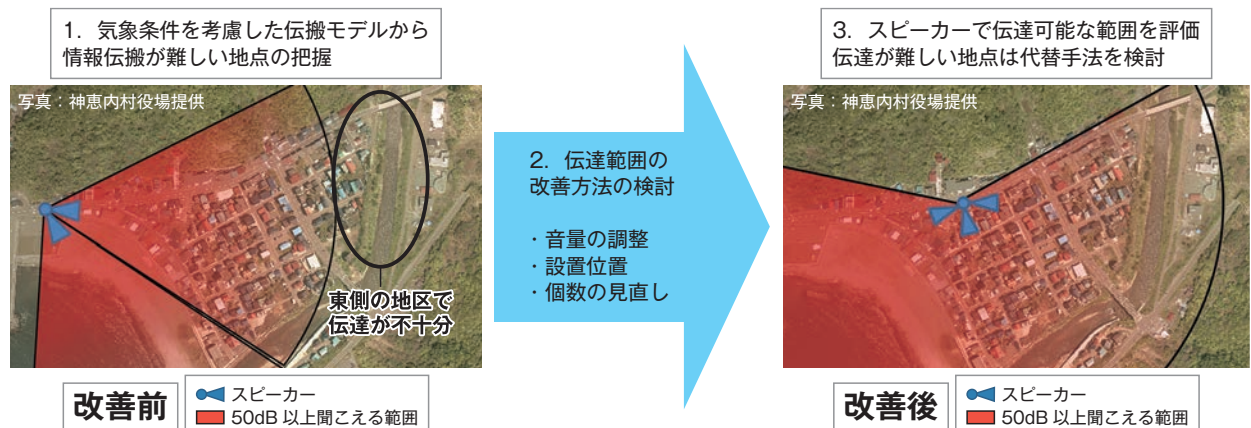 1．気象条件を考慮した伝搬モデルから
情報伝搬が難しい地点の把握
写真：神恵内村役場提供
東側の地区で
伝達が不十分
改善前
スピーカー
50dB 以上聞こえる範囲
2．伝達範囲の
改善方法の検討
・音量の調整
・設置位置
・個数の見直し
3．スピーカーで伝達可能な範囲を評価
伝達が難しい地点は代替手法を検討
写真：神恵内村役場提供
改善後
スピーカー
50dB 以上聞こえる範囲